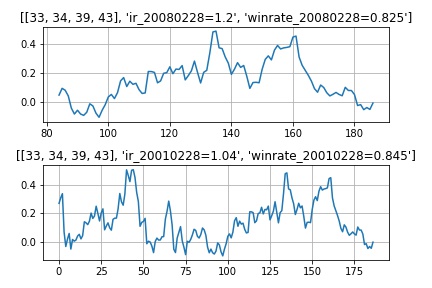 [[33, 34, 39, 43], 'ir_20080228=1.2', 'winrate_20080228=0.825']
0.4
0.2
0.0
80 100 120 140 160 180
[[33, 34, 39, 43], 'ir_20010228=1.04', 'winrate_20010228=0.845']
0.4
0.2
0.0
0 25 50 75 100 125 150 175